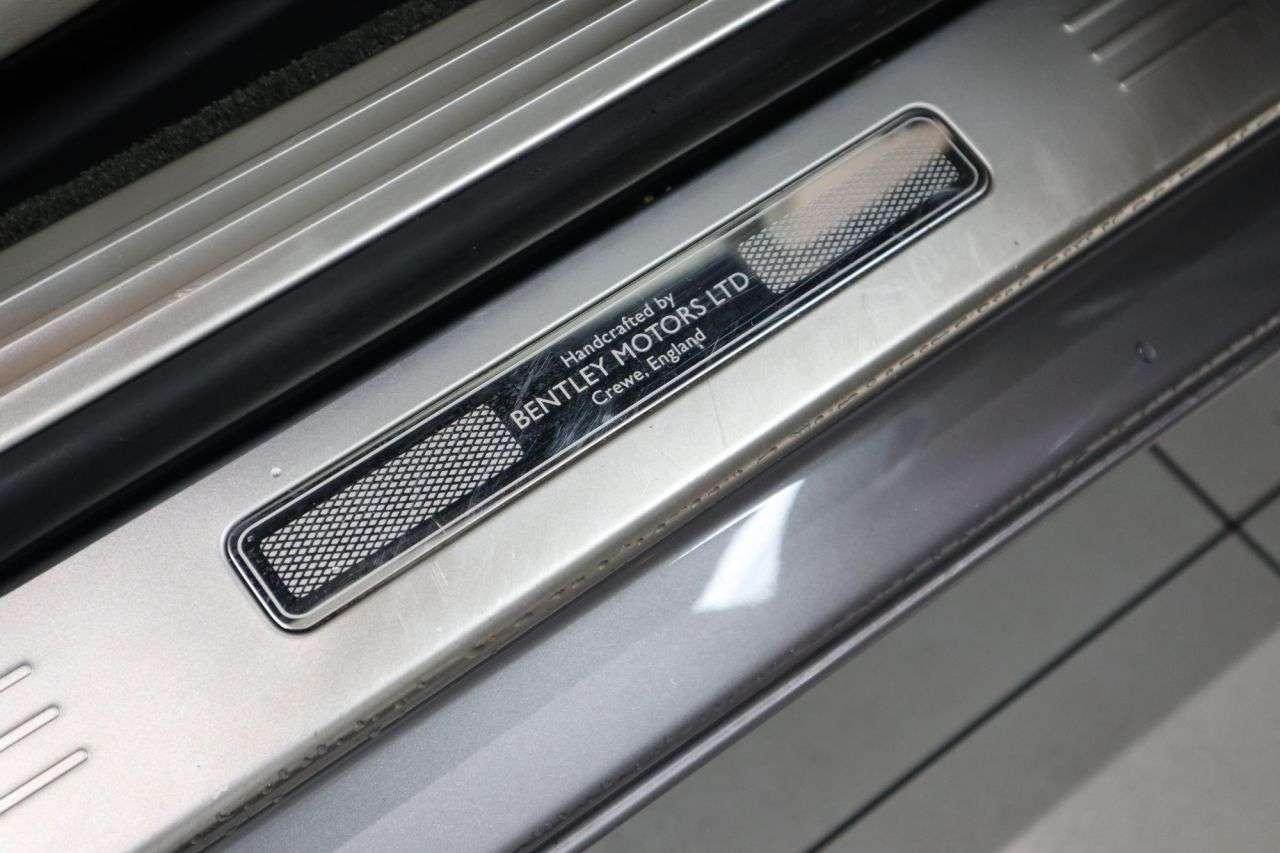 Handcrafted by
BENTLEY MOTORS LTD
Crewe, England